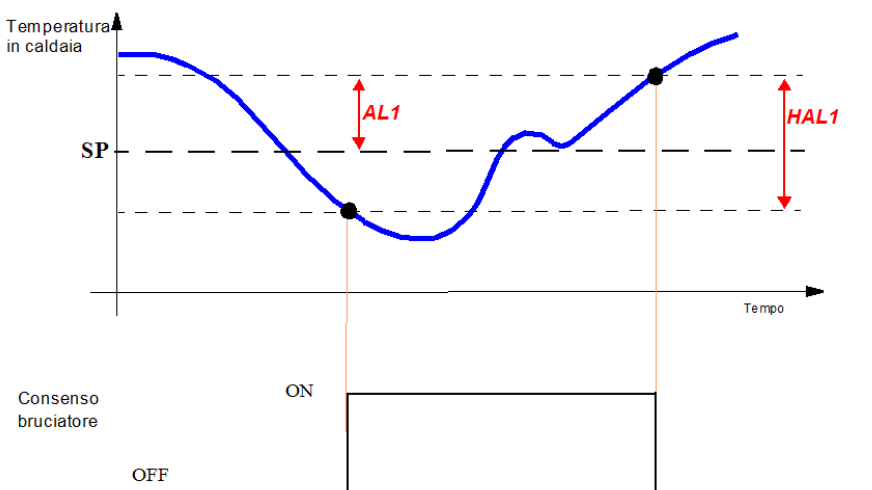 Temperatura
in caldaia
AL1
HAL1
SP
Tempo
Consenso
bruciatore
ON
OFF